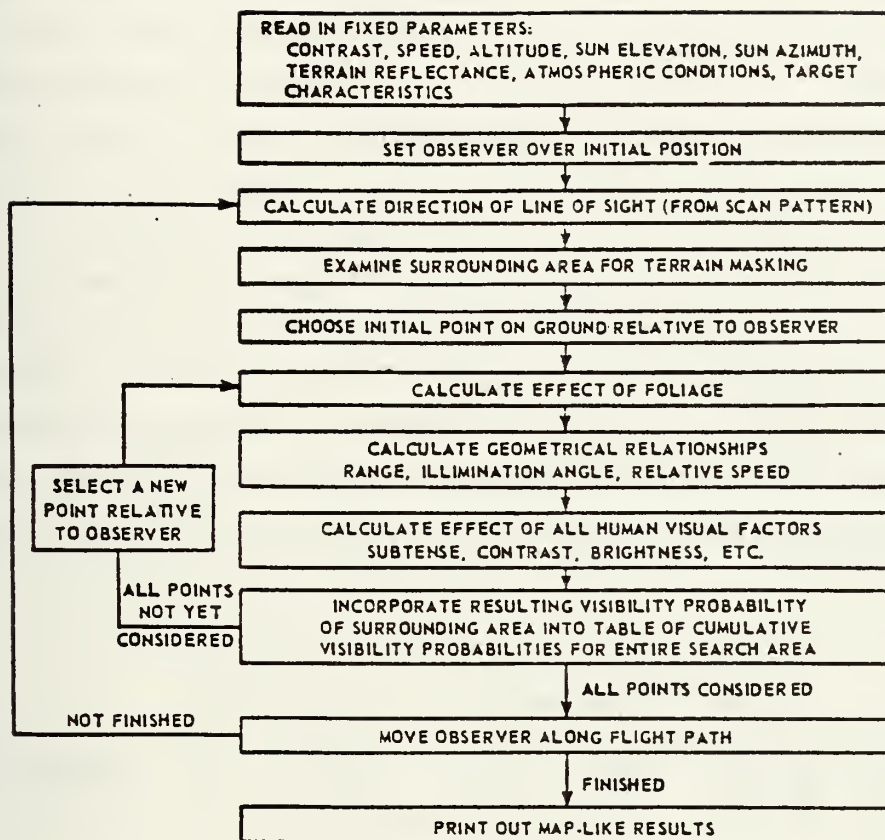 READ IN FIXED PARAMETERS:
CONTRAST, SPEED, ALTITUDE, SUN ELEVATION, SUN AZIMUTH,
TERRAIN REFLECTANCE, ATMOSPHERIC CONDITIONS, TARGET
CHARACTERISTICS
SET OBSERVER OVER INITIAL POSITION
CALCULATE DIRECTION OF LINE OF SIGHT (FROM SCAN PATTERN)
EXAMINE SURROUNDING AREA FOR TERRAIN MASKING
CHOOSE INITIAL POINT ON GROUND RELATIVE TO OBSERVER
CALCULATE EFFECT OF FOLIAGE
CALCULATE GEOMETRICAL RELATIONSHIPS
RANGE, ILLIMINATION ANGLE, RELATIVE SPEED
SELECT A NEW
POINT RELATIVE
TO OBSERVER
CALCULATE EFFECT OF ALL HUMAN VISUAL FACTORS
SUBTENSE, CONTRAST, BRIGHTNESS, ETC.
ALL POINTS
NOT YET
CONSIDERED
INCORPORATE RESULTING VISIBILITY PROBABILITY
OF SURROUNDING AREA INTO TABLE OF CUMULATIVE
VISIBILITY PROBABILITIES FOR ENTIRE SEARCH AREA
ALL POINTS CONSIDERED
NOT FINISHED
MOVE OBSERVER ALONG FLIGHT PATH
FINISHED
PRINT OUT MAP-LIKE RESULTS